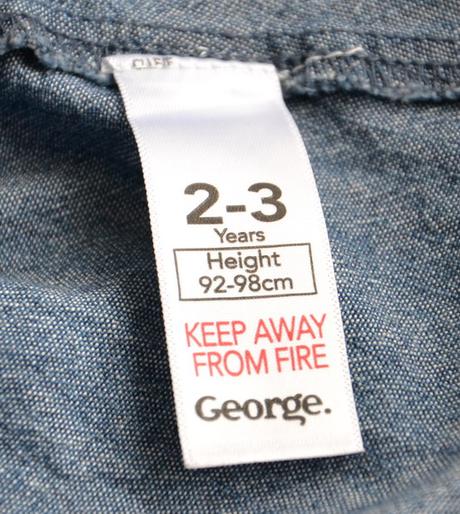 2-3
Years
Height
92-98cm
KEEP AWAY
FROM FIRE
George.